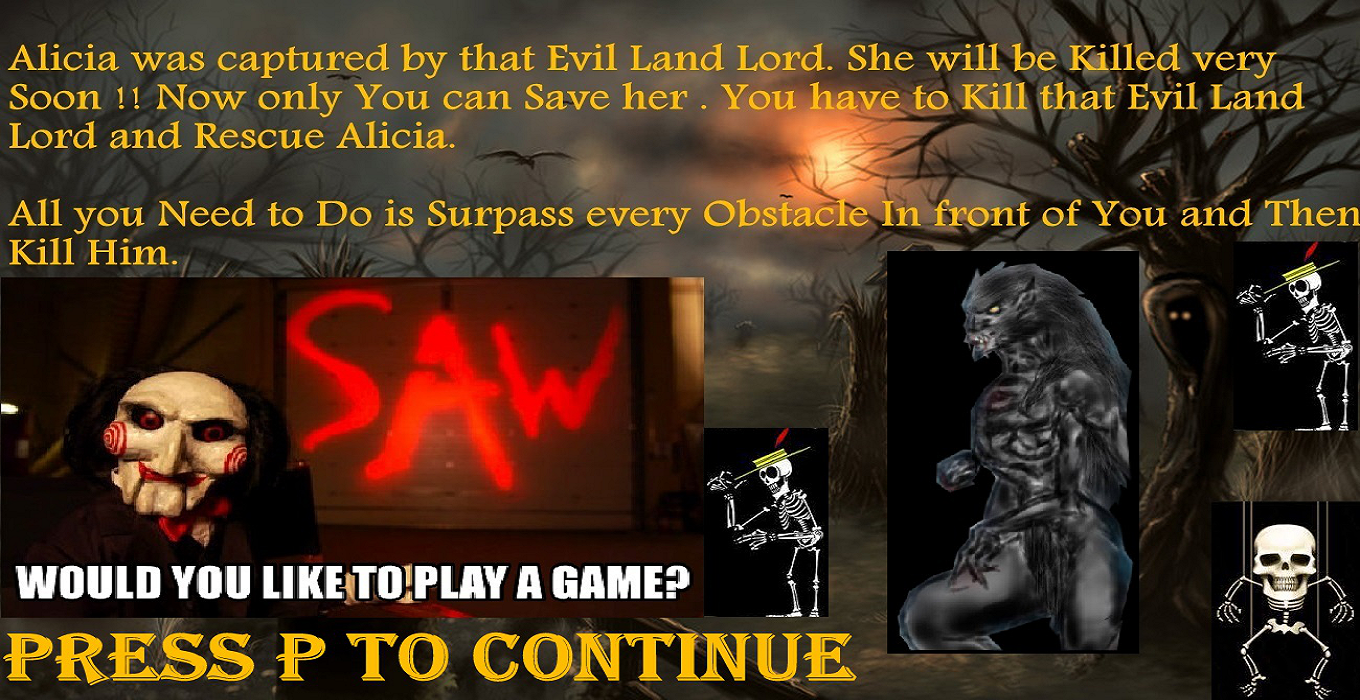 Alicia was captured by that Evil Land Lord. She will be Killed very
Soon !! Now only You can Save her . You have to Kill that Evil Land
Lord and Rescue Alicia.
All you Need to Do is Surpass every Obstacle In front of You and Then
Kill Him.
SAW
WOULD YOU LIKE TO PLAY A GAME?
PRESS P TO CONTINUE